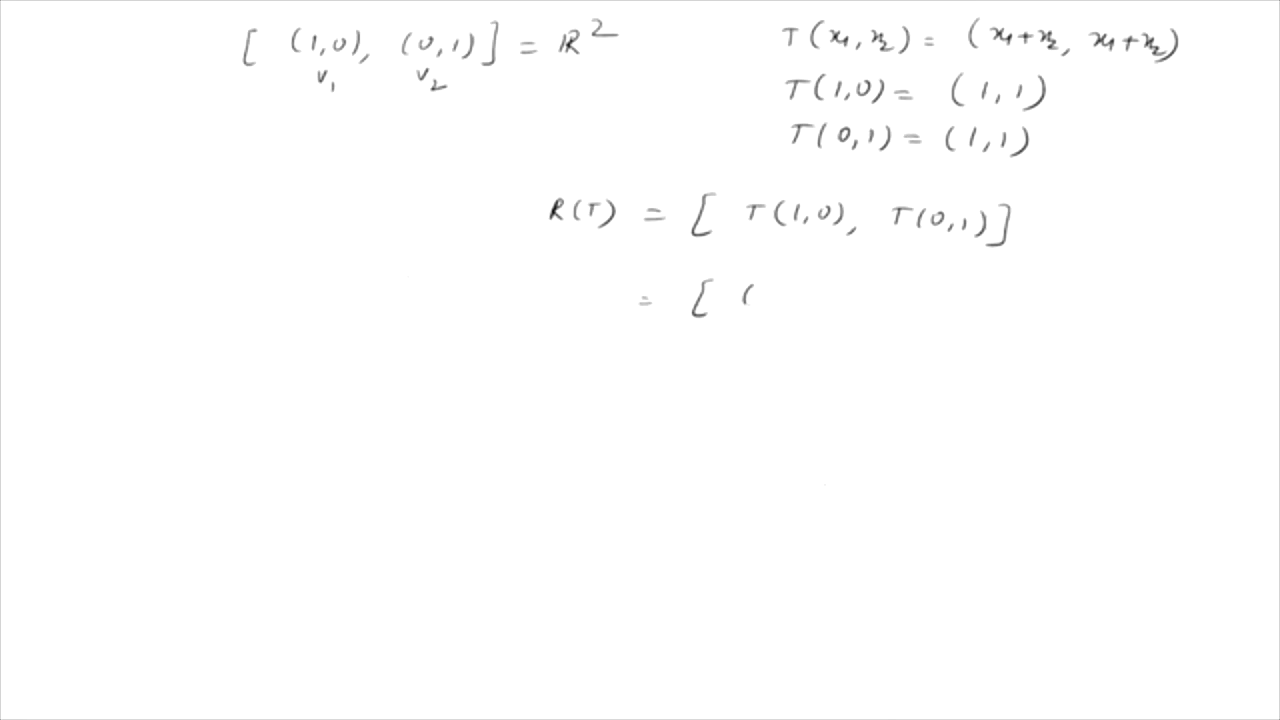 [ (1,0), (0,1) ] = ℝ²
v₁ v₂
T(x₁,x₂) = (x₁+x₂, x₁+x₂)
T(1,0) = (1,1)
T(0,1) = (1,1)
R(T) = [ T(1,0), T(0,1) ]
= [ (